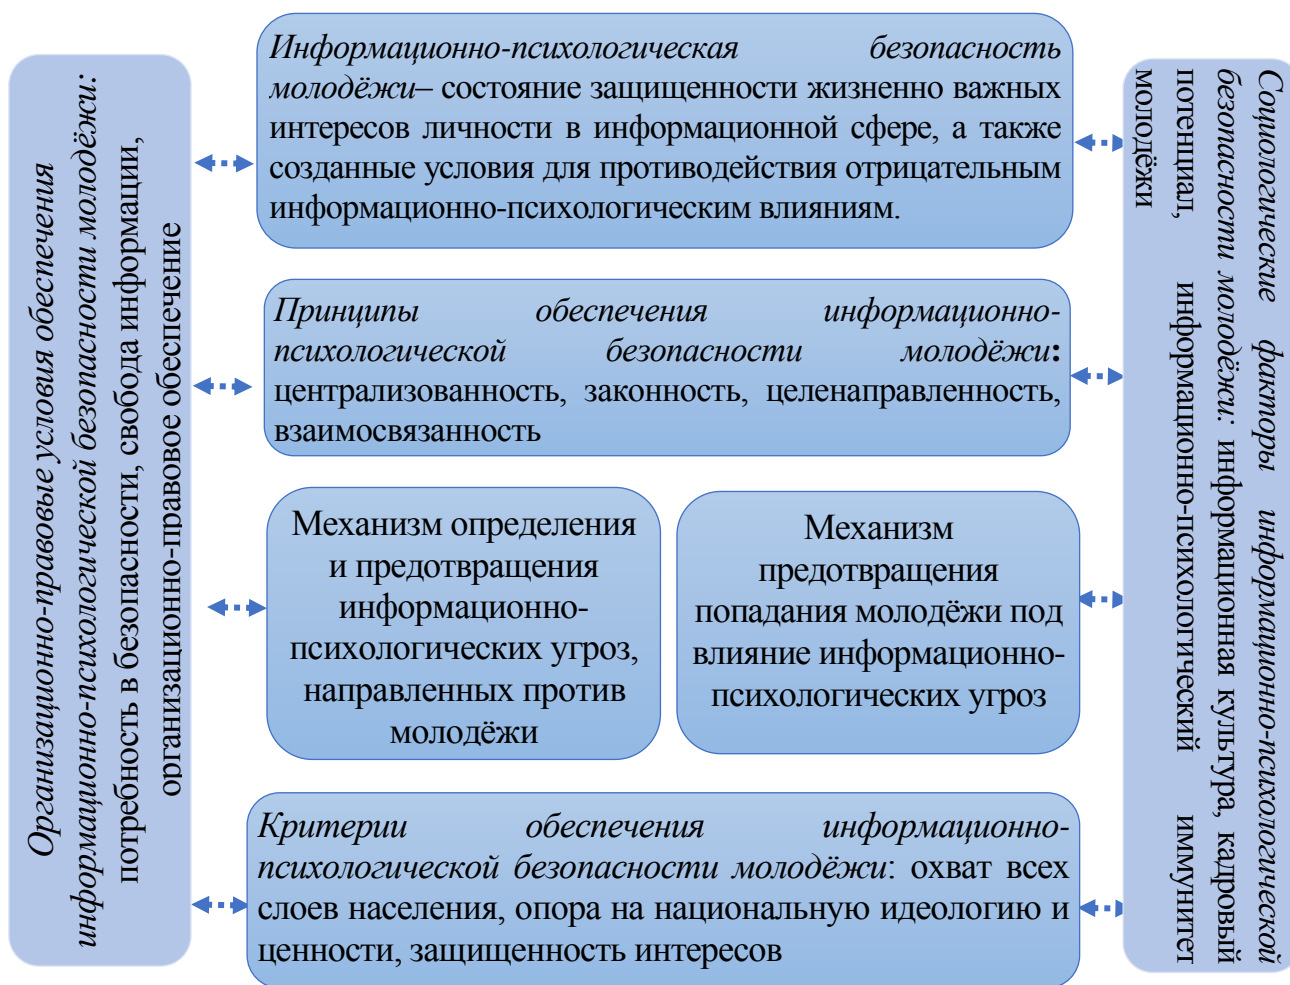 Организационно-правовые условия обеспечения
информационно-психологической безопасности молодёжи:
потребность в безопасности, свобода информации,
организационно-правовое обеспечение
Информационно-психологическая безопасность
молодёжи– состояние защищенности жизненно важных
интересов личности в информационной сфере, а также
созданные условия для противодействия отрицательным
информационно-психологическим влияниям.
Принципы обеспечения информационно-
психологической безопасности молодёжи:
централизованность, законность, целенаправленность,
взаимосвязанность
Механизм определения
и предотвращения
информационно-
психологических угроз,
направленных против
молодёжи
Механизм
предотвращения
попадания молодёжи под
влияние информационно-
психологических угроз
Критерии обеспечения информационно-
психологической безопасности молодёжи: охват всех
слоев населения, опора на национальную идеологию и
ценности, защищенность интересов
Социологические факторы информационно-психологической
безопасности молодёжи: информационная культура, кадровый
потенциал, информационно-психологический иммунитет
молодёжи